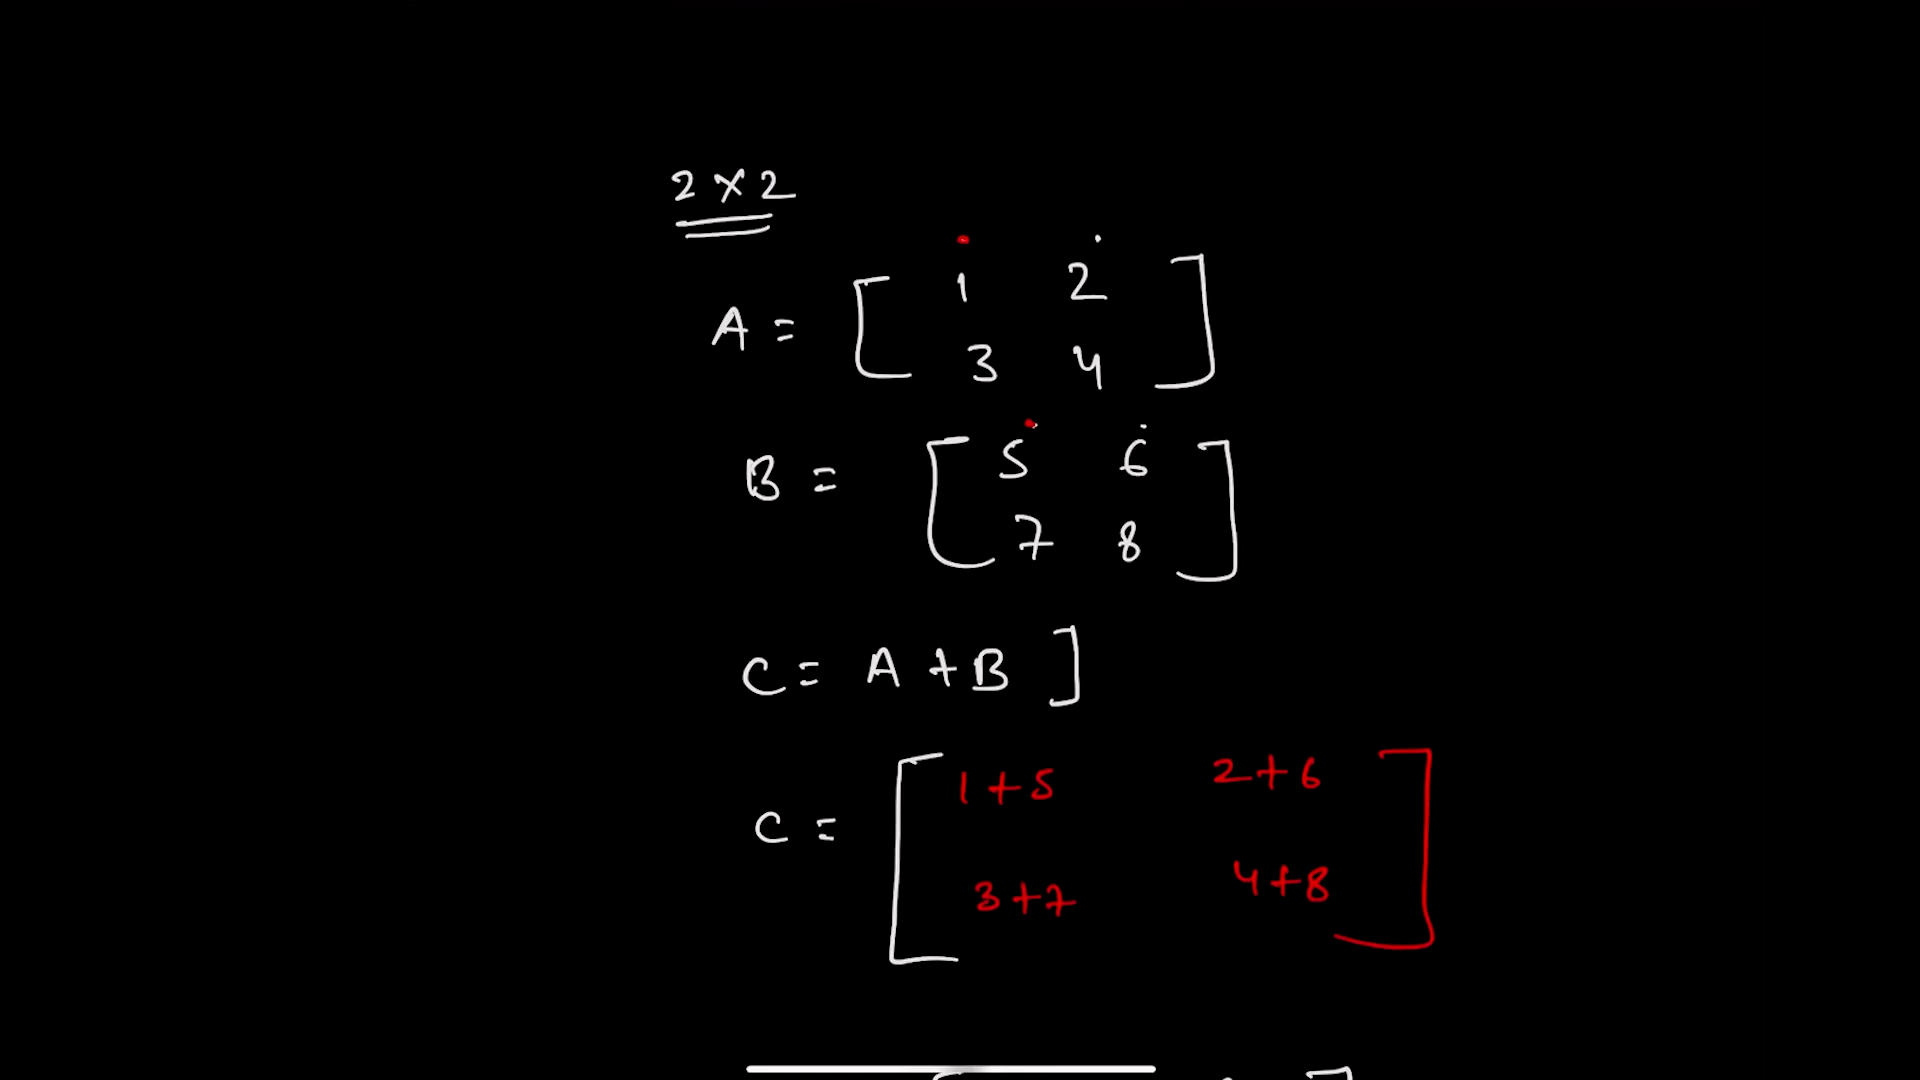 2 × 2
A = [ 1 2
3 4 ]
B = [ 5 6
7 8 ]
C = A + B ]
C = [ 1+5 2+6
3+7 4+8 ]